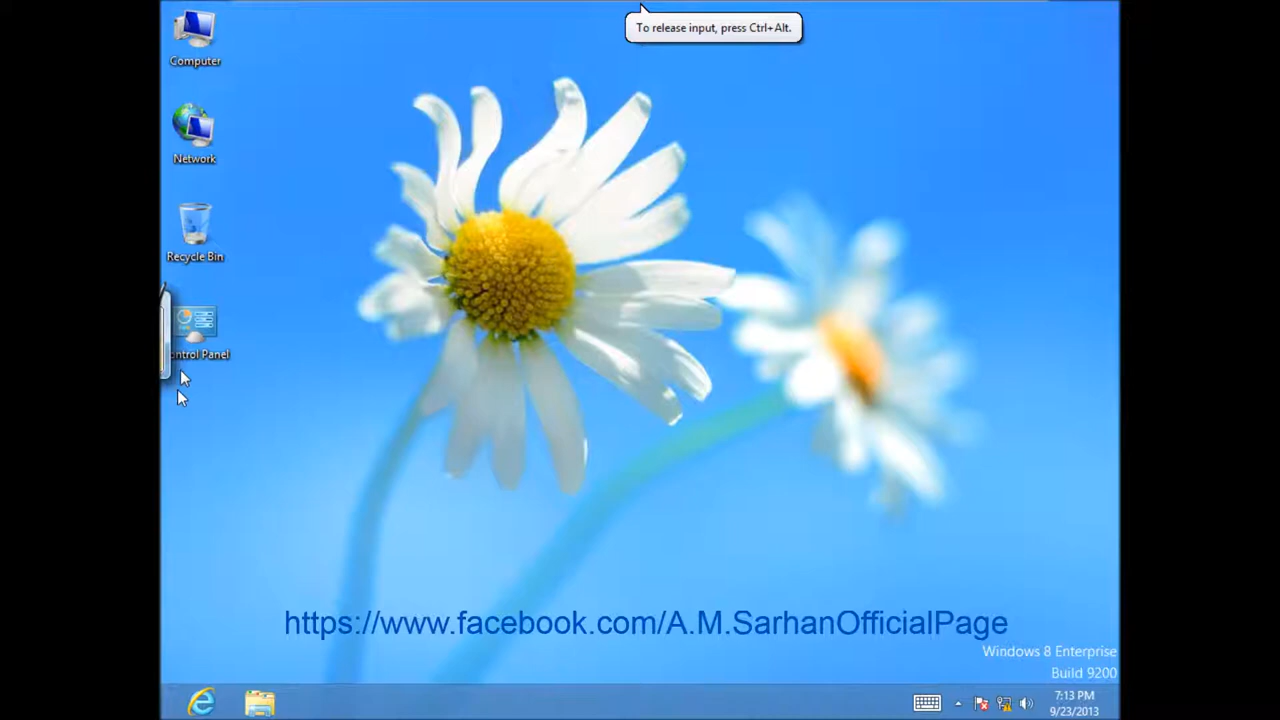 To release input, press Ctrl+Alt.
Computer
Network
Recycle Bin
ontrol Panel
https://www.facebook.com/A.M.SarhanOfficialPage
Windows 8 Enterprise
Build 9200
7:13 PM
9/23/2013